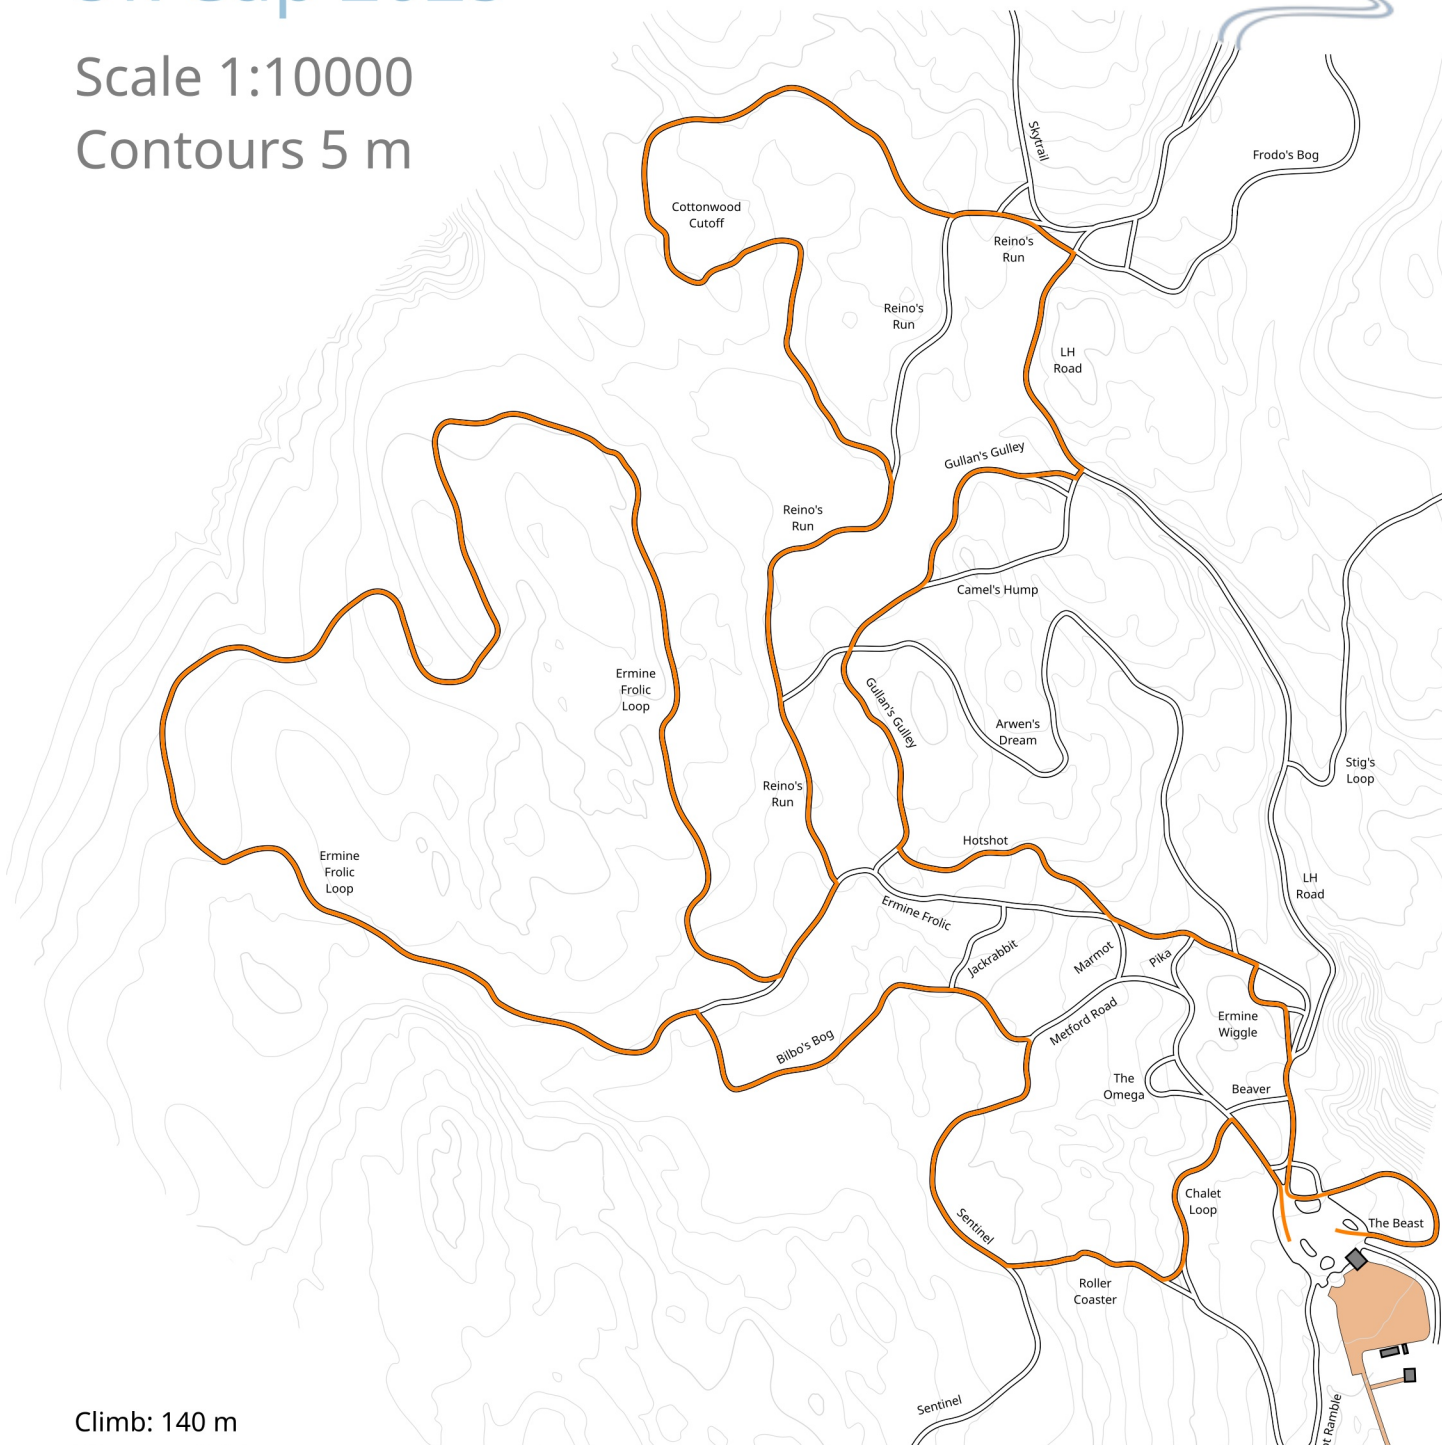 Scale 1:10000
Contours 5 m
Skytrail
Frodo's Bog
Cottonwood
Cutoff
Reino's
Run
Reino's
Run
LH
Road
Gullan's Gulley
Reino's
Run
Camel's Hump
Ermine
Frolic
Loop
Gullan's Gulley
Arwen's
Dream
Stig's
Loop
Reino's
Run
Hotshot
Ermine
Frolic
Loop
LH
Road
Ermine Frolic
Jackrabbit
Marmot
Pika
Metford Road
Ermine
Wiggle
Bilbo's Bog
The
Omega
Beaver
Chalet
Loop
The Beast
Sentinel
Roller
Coaster
Sentinel
Ramble
Climb: 140 m